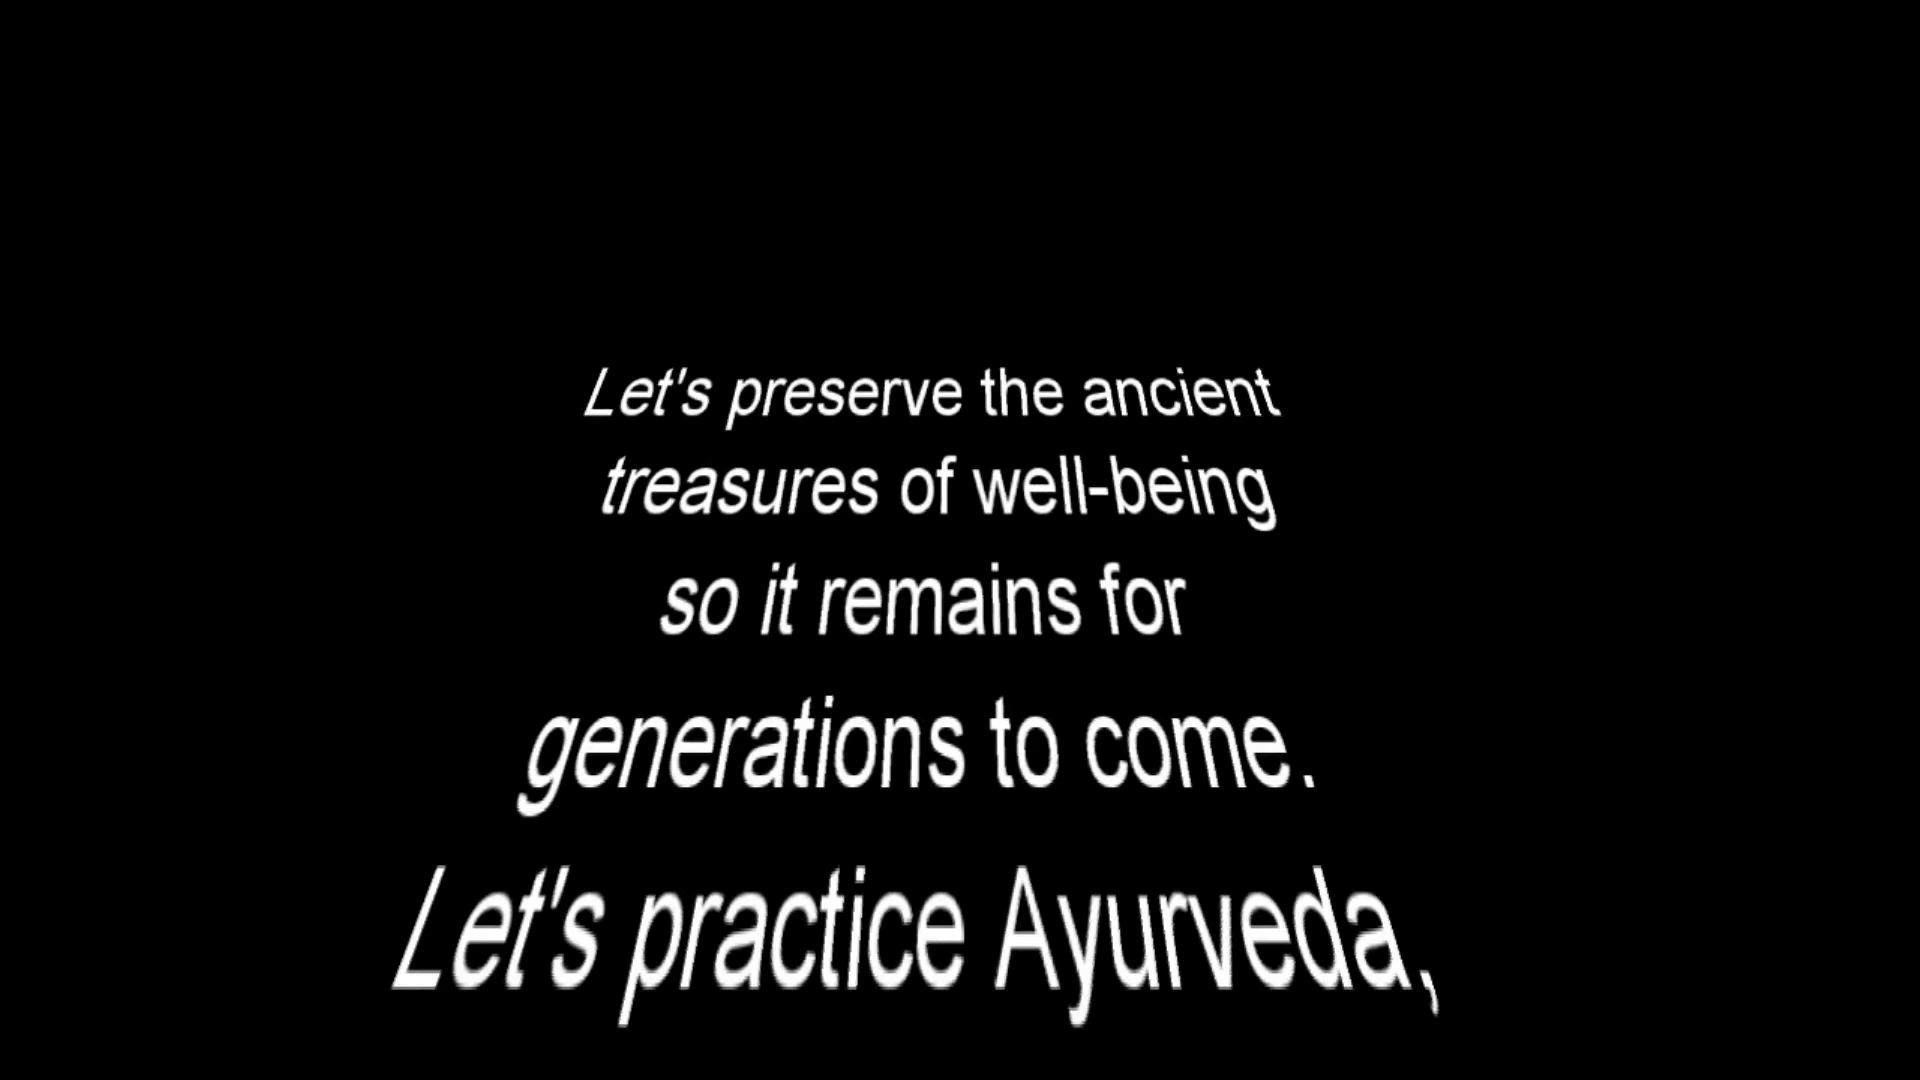 Let's preserve the ancient
treasures of well-being
so it remains for
generations to come.
Let's practice Ayurveda,